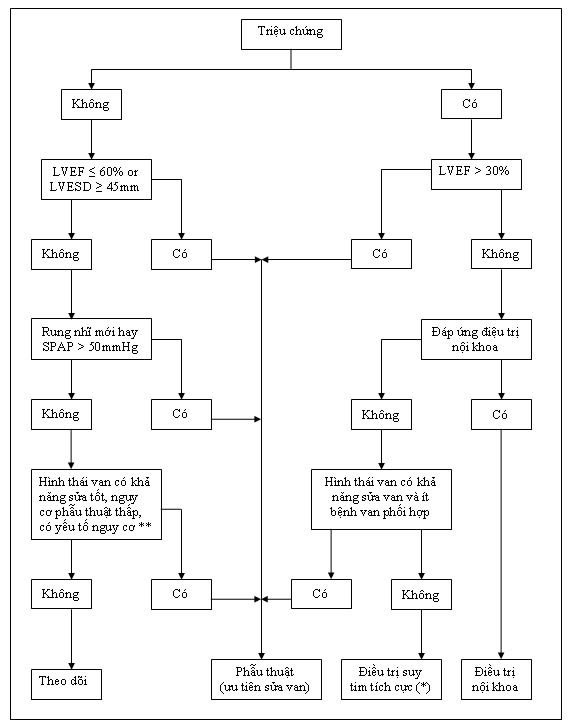 Triệu chứng
Không
Có
LVEF ≤ 60% or
LVESD ≥ 45mm
LVEF > 30%
Không
Có
Có
Không
Rung nhĩ mới hay
SPAP > 50mmHg
Đáp ứng điệu trị
nội khoa
Không
Có
Không
Có
Hình thái van có khả
năng sửa tốt, nguy
cơ phẫu thuật thấp,
có yếu tố nguy cơ **
Hình thái van có khả
năng sửa van và ít
bệnh van phối hợp
Không
Có
Có
Không
Theo dõi
Phẫu thuật
(ưu tiên sửa van)
Điều trị suy
tim tích cực (*)
Điều trị
nội khoa